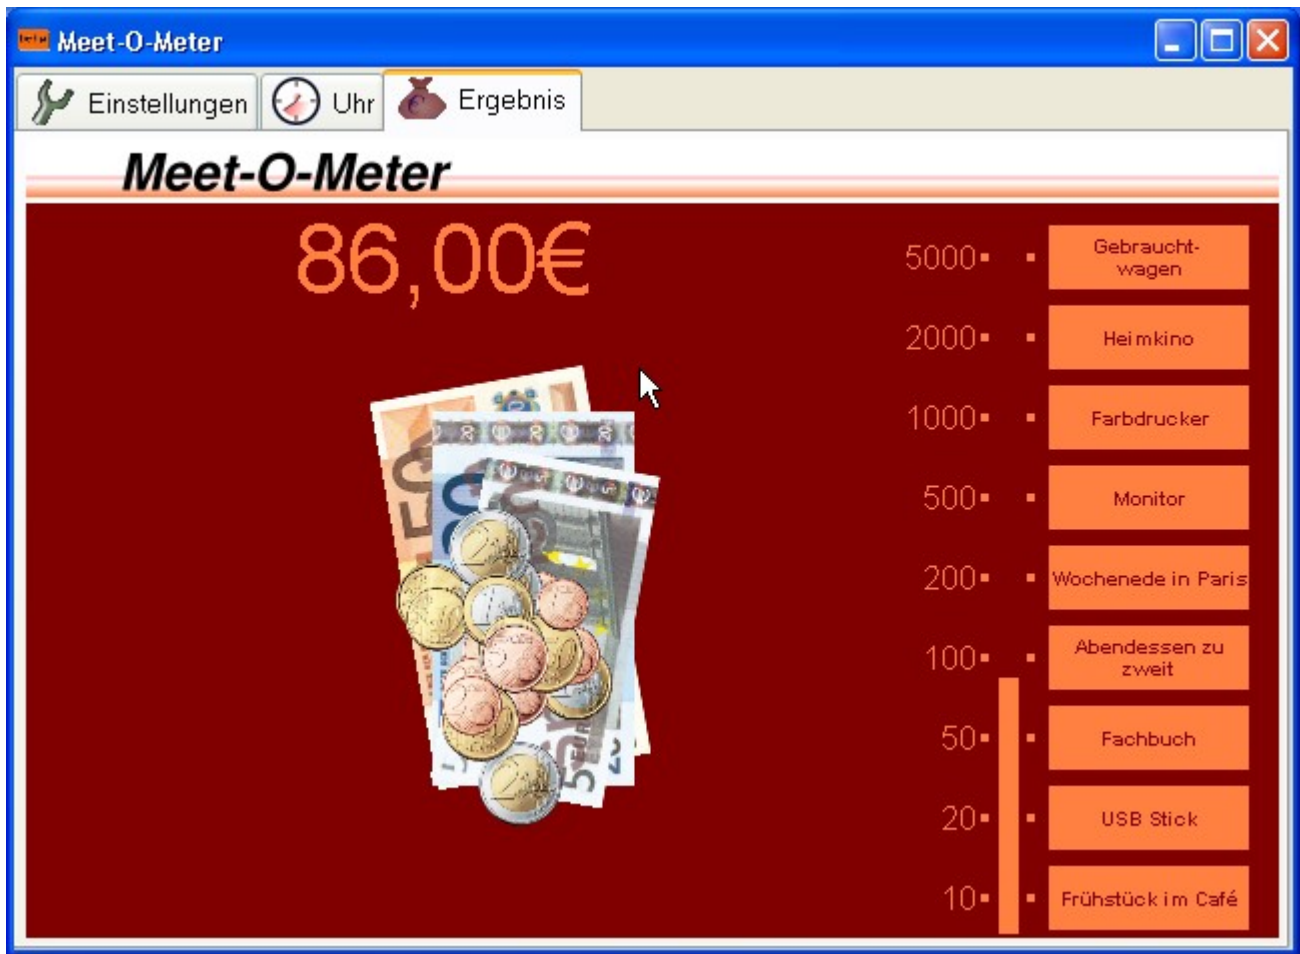 Meet-O-Meter
Einstellungen
Uhr
Ergebnis
Meet-O-Meter
86,00€
5000
Gebraucht-
wagen
2000
Heimkino
1000
Farbdrucker
500
Monitor
200
Wochenede in Paris
100
Abendessen zu
zweit
50
Fachbuch
20
USB Stick
10
Frühstück im Café